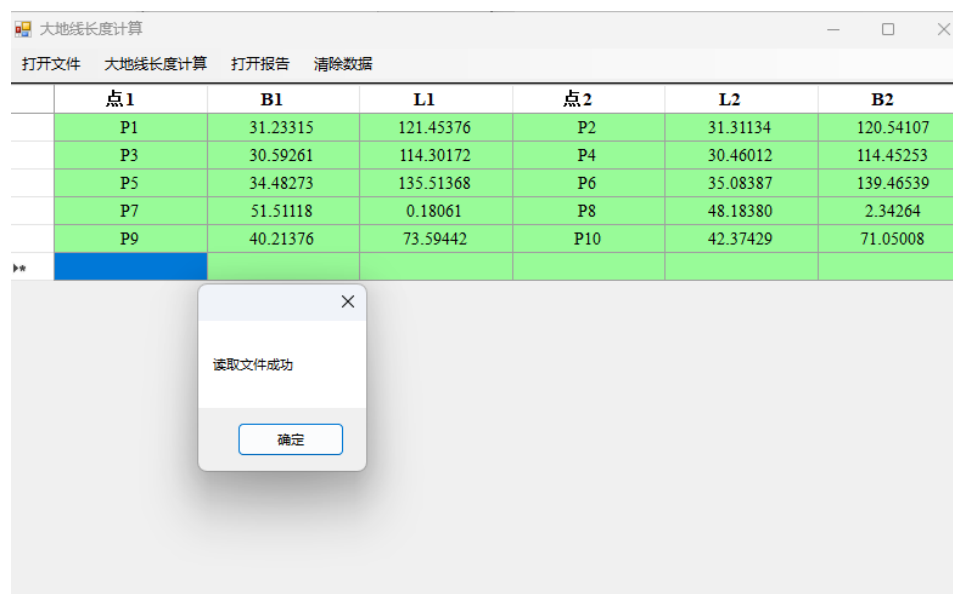 大地线长度计算
打开文件 大地线长度计算 打开报告 清除数据
点1 B1 L1 点2 L2 B2
P1 31.23315 121.45376 P2 31.31134 120.54107
P3 30.59261 114.30172 P4 30.46012 114.45253
P5 34.48273 135.51368 P6 35.08387 139.46539
P7 51.51118 0.18061 P8 48.18380 2.34264
P9 40.21376 73.59442 P10 42.37429 71.05008
读取文件成功
确定